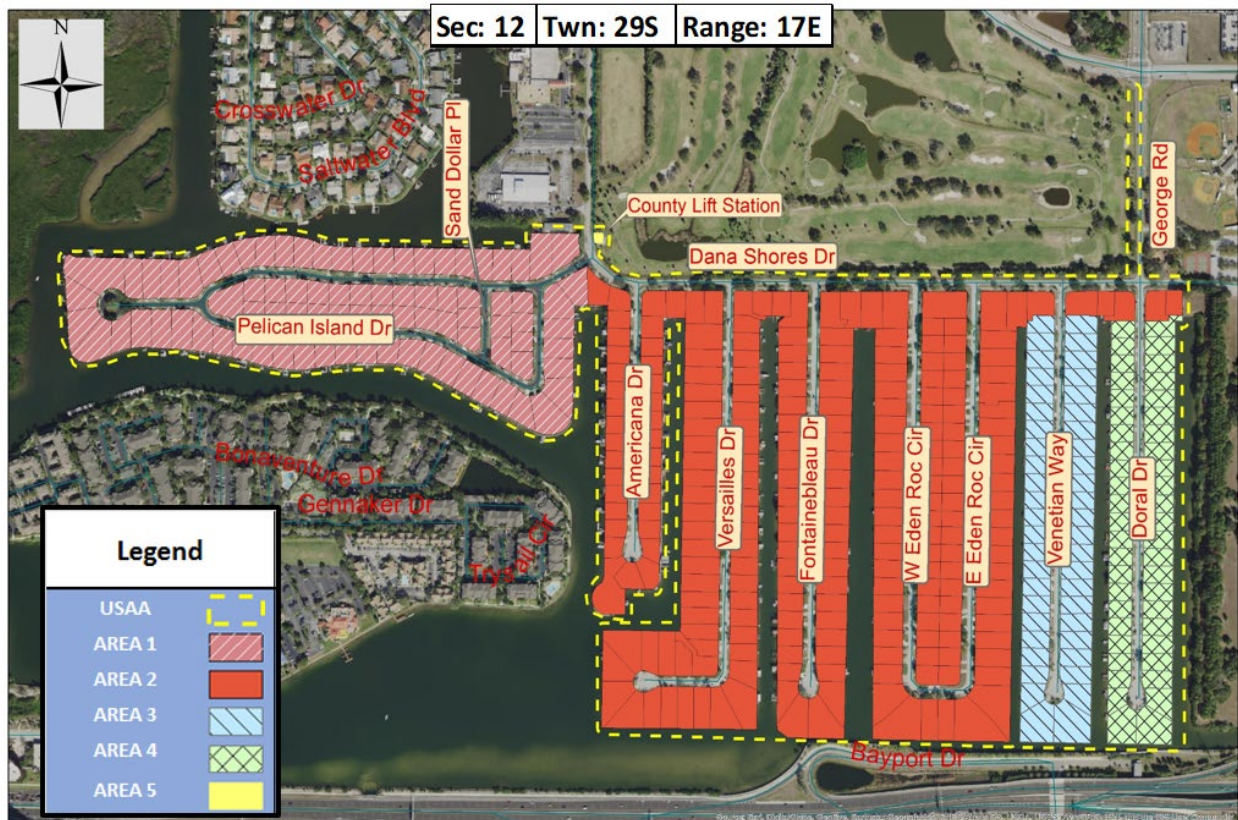 Sec: 12 Twn: 29S Range: 17E
N
Crosswater Dr
Saltwater Blvd
Sand Dollar Pl
George Rd
County Lift Station
Dana Shores Dr
Pelican Island Dr
Americana Dr
Versailles Dr
Fontainebleau Dr
W Eden Roc Cir
E Eden Roc Cir
Venetian Way
Doral Dr
Bonaventure Dr
Gennaker Dr
Trysail Cir
Bayport Dr
Legend
USAA
AREA 1
AREA 2
AREA 3
AREA 4
AREA 5